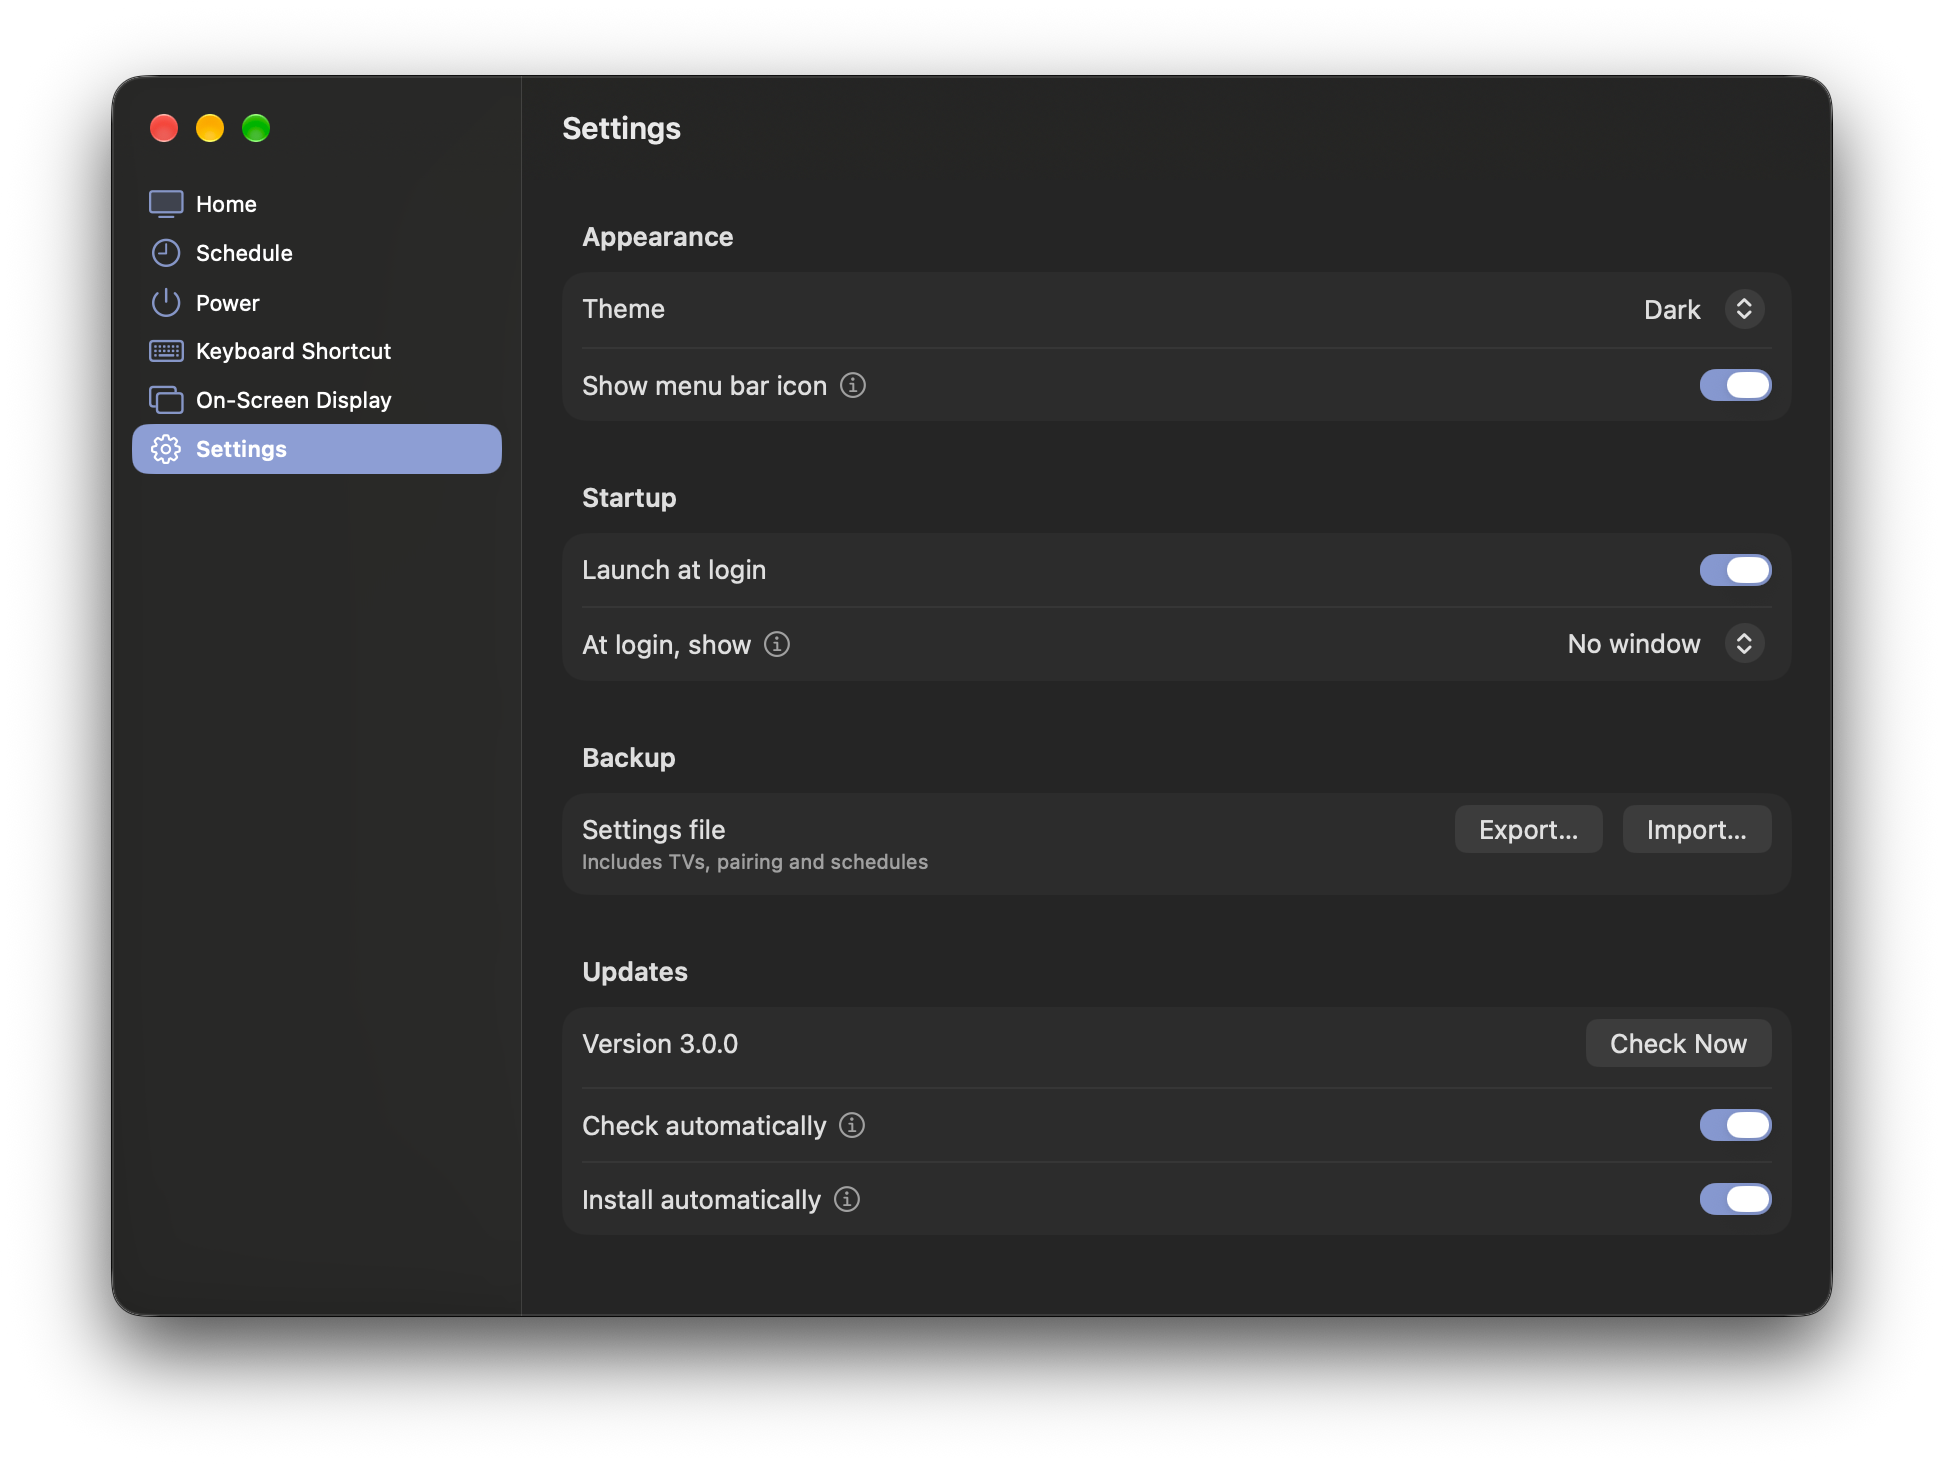 Home
Schedule
Power
Keyboard Shortcut
On-Screen Display
Settings
Settings
Appearance
Theme Dark
Show menu bar icon
Startup
Launch at login
At login, show No window
Backup
Settings file Export... Import...
Includes TVs, pairing and schedules
Updates
Version 3.0.0 Check Now
Check automatically
Install automatically